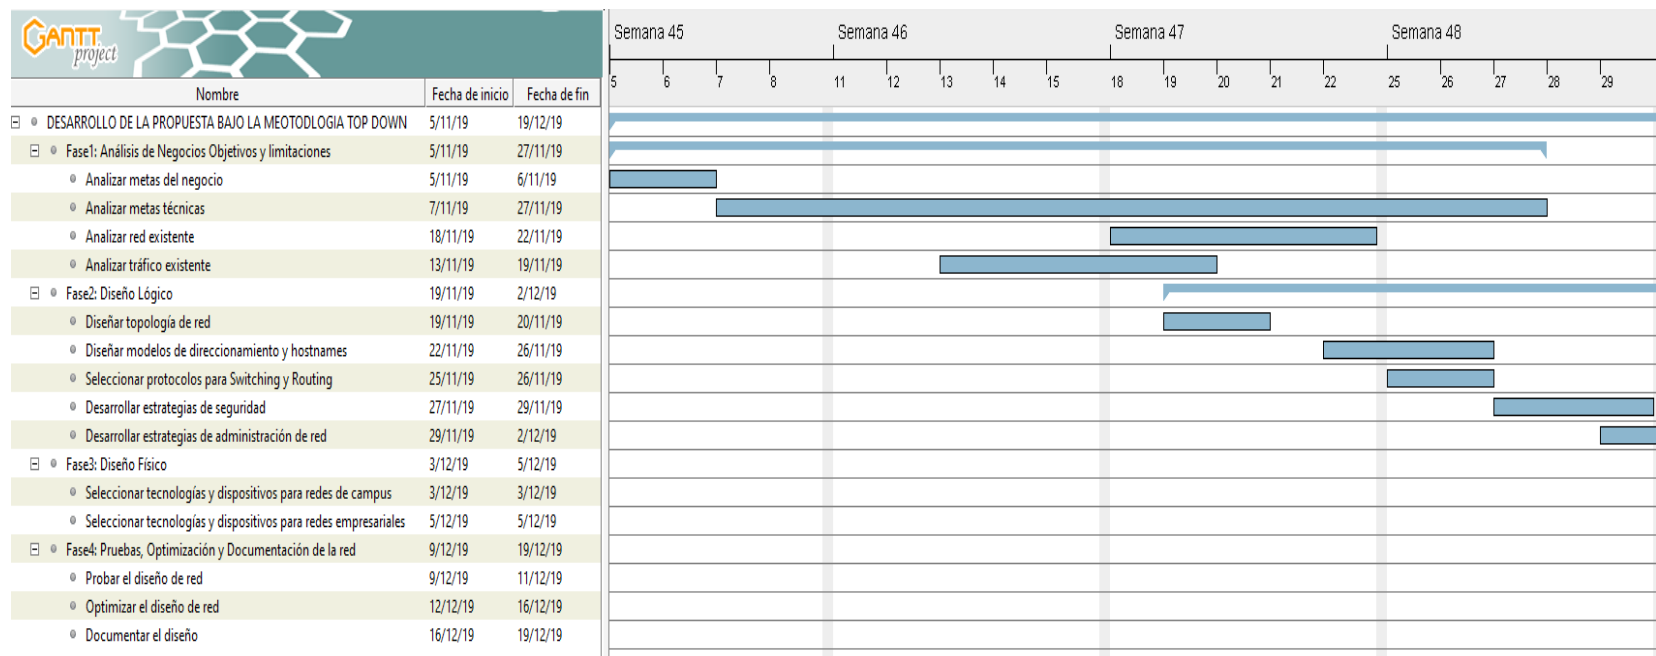 GANTT project
Semana 45 Semana 46 Semana 47 Semana 48
5 6 7 8 11 12 13 14 15 18 19 20 21 22 25 26 27 28 29
Nombre Fecha de inicio Fecha de fin
DESARROLLO DE LA PROPUESTA BAJO LA MEOTODLOGIA TOP DOWN 5/11/19 19/12/19
Fase1: Análisis de Negocios Objetivos y limitaciones 5/11/19 27/11/19
Analizar metas del negocio 5/11/19 6/11/19
Analizar metas técnicas 7/11/19 27/11/19
Analizar red existente 18/11/19 22/11/19
Analizar tráfico existente 13/11/19 19/11/19
Fase2: Diseño Lógico 19/11/19 2/12/19
Diseñar topología de red 19/11/19 20/11/19
Diseñar modelos de direccionamiento y hostnames 22/11/19 26/11/19
Seleccionar protocolos para Switching y Routing 25/11/19 26/11/19
Desarrollar estrategias de seguridad 27/11/19 29/11/19
Desarrollar estrategias de administración de red 29/11/19 2/12/19
Fase3: Diseño Físico 3/12/19 5/12/19
Seleccionar tecnologías y dispositivos para redes de campus 3/12/19 3/12/19
Seleccionar tecnologías y dispositivos para redes empresariales 5/12/19 5/12/19
Fase4: Pruebas, Optimización y Documentación de la red 9/12/19 19/12/19
Probar el diseño de red 9/12/19 11/12/19
Optimizar el diseño de red 12/12/19 16/12/19
Documentar el diseño 16/12/19 19/12/19